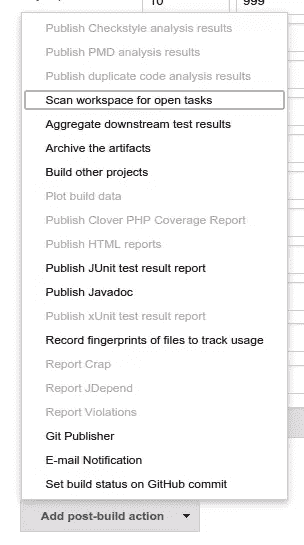 10 999
Publish Checkstyle analysis results
Publish PMD analysis results
Publish duplicate code analysis results
Scan workspace for open tasks
Aggregate downstream test results
Archive the artifacts
Build other projects
Plot build data
Publish Clover PHP Coverage Report
Publish HTML reports
Publish JUnit test result report
Publish Javadoc
Publish xUnit test result report
Record fingerprints of files to track usage
Report Crap
Report JDepend
Report Violations
Git Publisher
E-mail Notification
Set build status on GitHub commit
Add post-build action